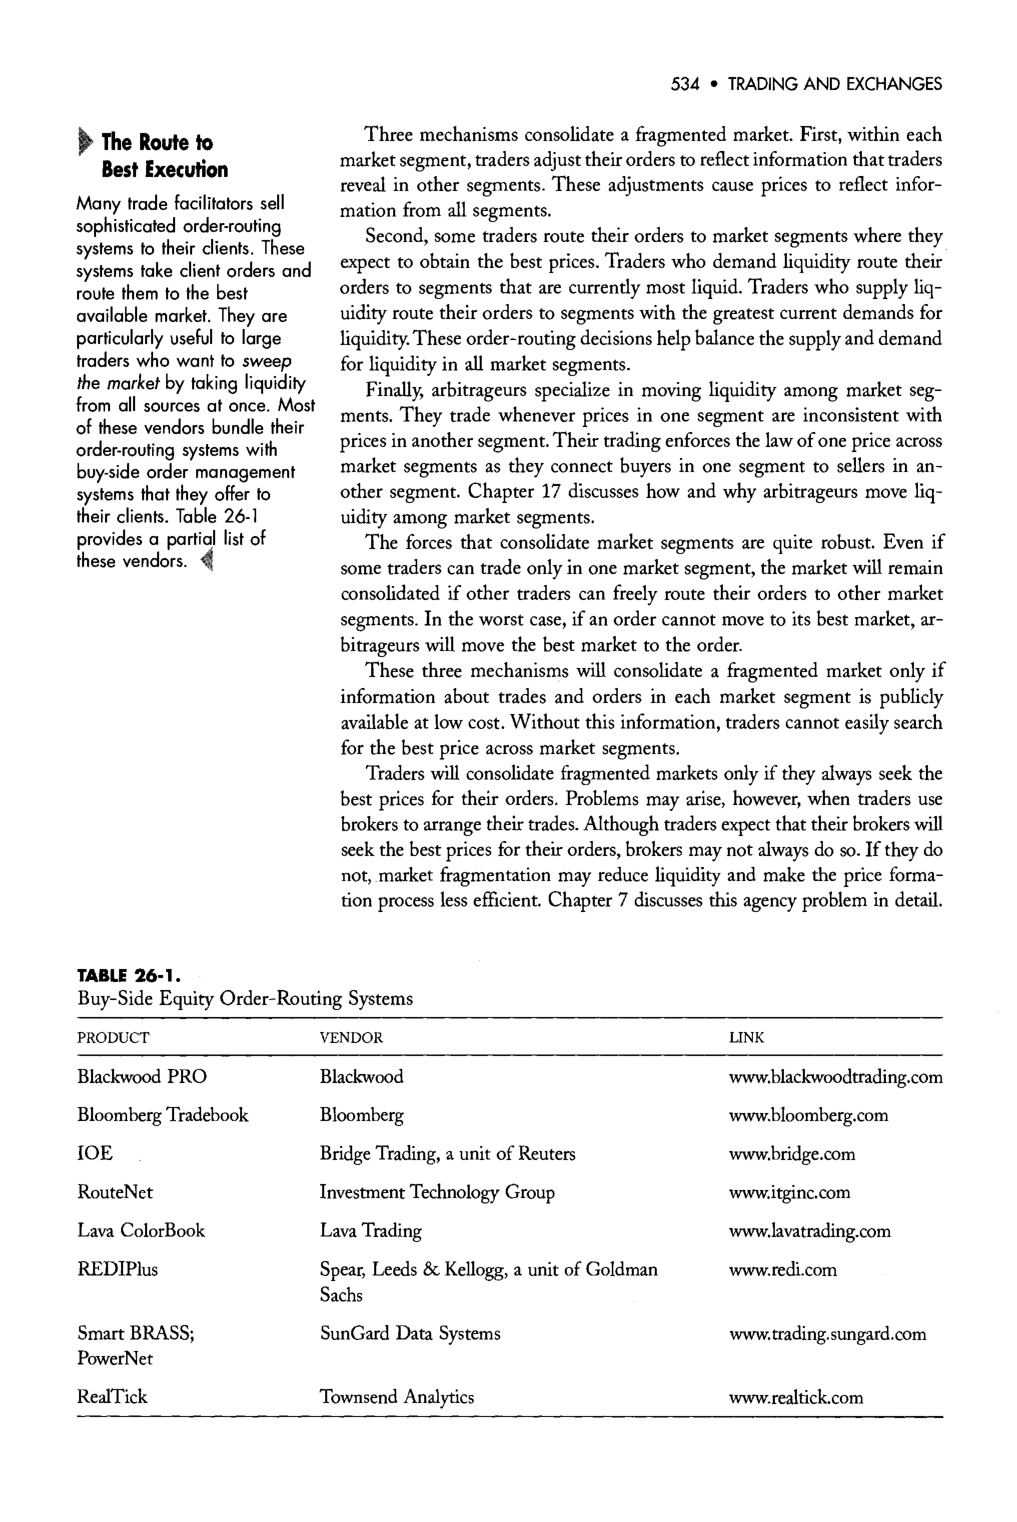 534 • TRADING AND EXCHANGES
The Route to
Best Execution
Many trade facilitators sell
sophisticated order-routing
systems to their clients. These
systems take client orders and
route them to the best
available market. They are
particularly useful to large
traders who want to sweep
the market by taking liquidity
from all sources at once. Most
of these vendors bundle their
order-routing systems with
buy-side order management
systems that they offer to
their clients. Table 26-1
provides a partial list of
these vendors.
Three mechanisms consolidate a fragmented market. First, within each
market segment, traders adjust their orders to reflect information that traders
reveal in other segments. These adjustments cause prices to reflect infor-
mation from all segments.
Second, some traders route their orders to market segments where they
expect to obtain the best prices. Traders who demand liquidity route their
orders to segments that are currently most liquid. Traders who supply liq-
uidity route their orders to segments with the greatest current demands for
liquidity. These order-routing decisions help balance the supply and demand
for liquidity in all market segments.
Finally, arbitrageurs specialize in moving liquidity among market seg-
ments. They trade whenever prices in one segment are inconsistent with
prices in another segment. Their trading enforces the law of one price across
market segments as they connect buyers in one segment to sellers in an-
other segment. Chapter 17 discusses how and why arbitrageurs move liq-
uidity among market segments.
The forces that consolidate market segments are quite robust. Even if
some traders can trade only in one market segment, the market will remain
consolidated if other traders can freely route their orders to other market
segments. In the worst case, if an order cannot move to its best market, ar-
bitrageurs will move the best market to the order.
These three mechanisms will consolidate a fragmented market only if
information about trades and orders in each market segment is publicly
available at low cost. Without this information, traders cannot easily search
for the best price across market segments.
Traders will consolidate fragmented markets only if they always seek the
best prices for their orders. Problems may arise, however, when traders use
brokers to arrange their trades. Although traders expect that their brokers will
seek the best prices for their orders, brokers may not always do so. If they do
not, market fragmentation may reduce liquidity and make the price forma-
tion process less efficient. Chapter 7 discusses this agency problem in detail.
TABLE 26-1.
Buy-Side Equity Order-Routing Systems
PRODUCT VENDOR LINK
Blackwood PRO Blackwood www.blackwoodtrading.com
Bloomberg Tradebook Bloomberg www.bloomberg.com
IOE Bridge Trading, a unit of Reuters www.bridge.com
RouteNet Investment Technology Group www.itginc.com
Lava ColorBook Lava Trading www.lavatrading.com
REDIPlus Spear, Leeds & Kellogg, a unit of Goldman www.redi.com
Sachs
Smart BRASS; SunGard Data Systems www.trading.sungard.com
PowerNet
RealTick Townsend Analytics www.realtick.com